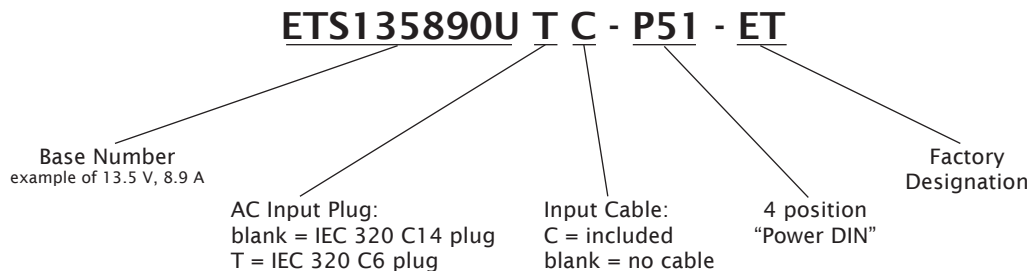 ETS135890U T C - P51 - ET
Base Number
example of 13.5 V, 8.9 A
AC Input Plug:
blank = IEC 320 C14 plug
T = IEC 320 C6 plug
Input Cable:
C = included
blank = no cable
4 position
“Power DIN”
Factory
Designation